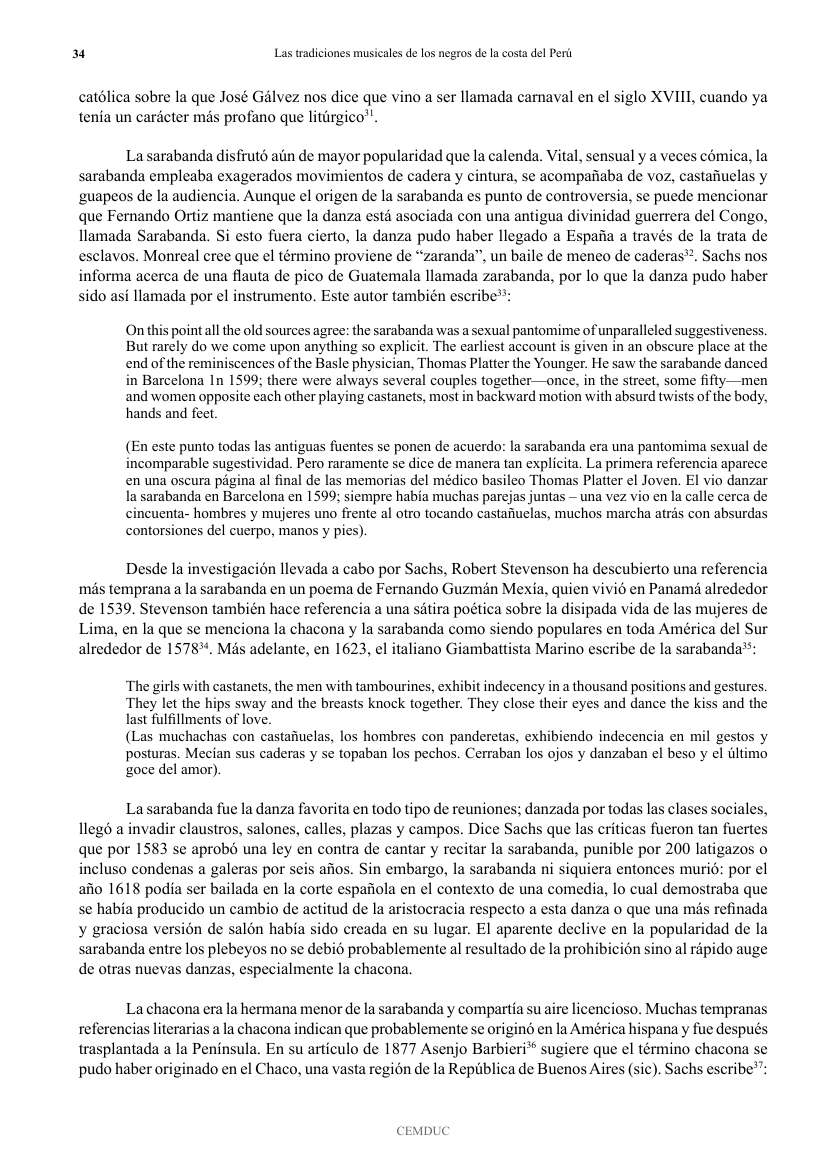 34
Las tradiciones musicales de los negros de la costa del Perú
católica sobre la que José Gálvez nos dice que vino a ser llamada carnaval en el siglo XVIII, cuando ya
tenía un carácter más profano que litúrgico31.
La sarabanda disfrutó aún de mayor popularidad que la calenda. Vital, sensual y a veces cómica, la
sarabanda empleaba exagerados movimientos de cadera y cintura, se acompañaba de voz, castañuelas y
guapeos de la audiencia. Aunque el origen de la sarabanda es punto de controversia, se puede mencionar
que Fernando Ortiz mantiene que la danza está asociada con una antigua divinidad guerrera del Congo,
llamada Sarabanda. Si esto fuera cierto, la danza pudo haber llegado a España a través de la trata de
esclavos. Monreal cree que el término proviene de “zaranda”, un baile de meneo de caderas32. Sachs nos
informa acerca de una flauta de pico de Guatemala llamada zarabanda, por lo que la danza pudo haber
sido así llamada por el instrumento. Este autor también escribe33:
On this point all the old sources agree: the sarabanda was a sexual pantomime of unparalleled suggestiveness.
But rarely do we come upon anything so explicit. The earliest account is given in an obscure place at the
end of the reminiscences of the Basle physician, Thomas Platter the Younger. He saw the sarabande danced
in Barcelona 1n 1599; there were always several couples together—once, in the street, some fifty—men
and women opposite each other playing castanets, most in backward motion with absurd twists of the body,
hands and feet.
(En este punto todas las antiguas fuentes se ponen de acuerdo: la sarabanda era una pantomima sexual de
incomparable sugestividad. Pero raramente se dice de manera tan explícita. La primera referencia aparece
en una oscura página al final de las memorias del médico basileo Thomas Platter el Joven. El vio danzar
la sarabanda en Barcelona en 1599; siempre había muchas parejas juntas – una vez vio en la calle cerca de
cincuenta- hombres y mujeres uno frente al otro tocando castañuelas, muchos marcha atrás con absurdas
contorsiones del cuerpo, manos y pies).
Desde la investigación llevada a cabo por Sachs, Robert Stevenson ha descubierto una referencia
más temprana a la sarabanda en un poema de Fernando Guzmán Mexía, quien vivió en Panamá alrededor
de 1539. Stevenson también hace referencia a una sátira poética sobre la disipada vida de las mujeres de
Lima, en la que se menciona la chacona y la sarabanda como siendo populares en toda América del Sur
alrededor de 157834. Más adelante, en 1623, el italiano Giambattista Marino escribe de la sarabanda35:
The girls with castanets, the men with tambourines, exhibit indecency in a thousand positions and gestures.
They let the hips sway and the breasts knock together. They close their eyes and dance the kiss and the
last fulfillments of love.
(Las muchachas con castañuelas, los hombres con panderetas, exhibiendo indecencia en mil gestos y
posturas. Mecían sus caderas y se topaban los pechos. Cerraban los ojos y danzaban el beso y el último
goce del amor).
La sarabanda fue la danza favorita en todo tipo de reuniones; danzada por todas las clases sociales,
llegó a invadir claustros, salones, calles, plazas y campos. Dice Sachs que las críticas fueron tan fuertes
que por 1583 se aprobó una ley en contra de cantar y recitar la sarabanda, punible por 200 latigazos o
incluso condenas a galeras por seis años. Sin embargo, la sarabanda ni siquiera entonces murió: por el
año 1618 podía ser bailada en la corte española en el contexto de una comedia, lo cual demostraba que
se había producido un cambio de actitud de la aristocracia respecto a esta danza o que una más refinada
y graciosa versión de salón había sido creada en su lugar. El aparente declive en la popularidad de la
sarabanda entre los plebeyos no se debió probablemente al resultado de la prohibición sino al rápido auge
de otras nuevas danzas, especialmente la chacona.
La chacona era la hermana menor de la sarabanda y compartía su aire licencioso. Muchas tempranas
referencias literarias a la chacona indican que probablemente se originó en la América hispana y fue después
trasplantada a la Península. En su artículo de 1877 Asenjo Barbieri36 sugiere que el término chacona se
pudo haber originado en el Chaco, una vasta región de la República de Buenos Aires (sic). Sachs escribe37:
CEMDUC